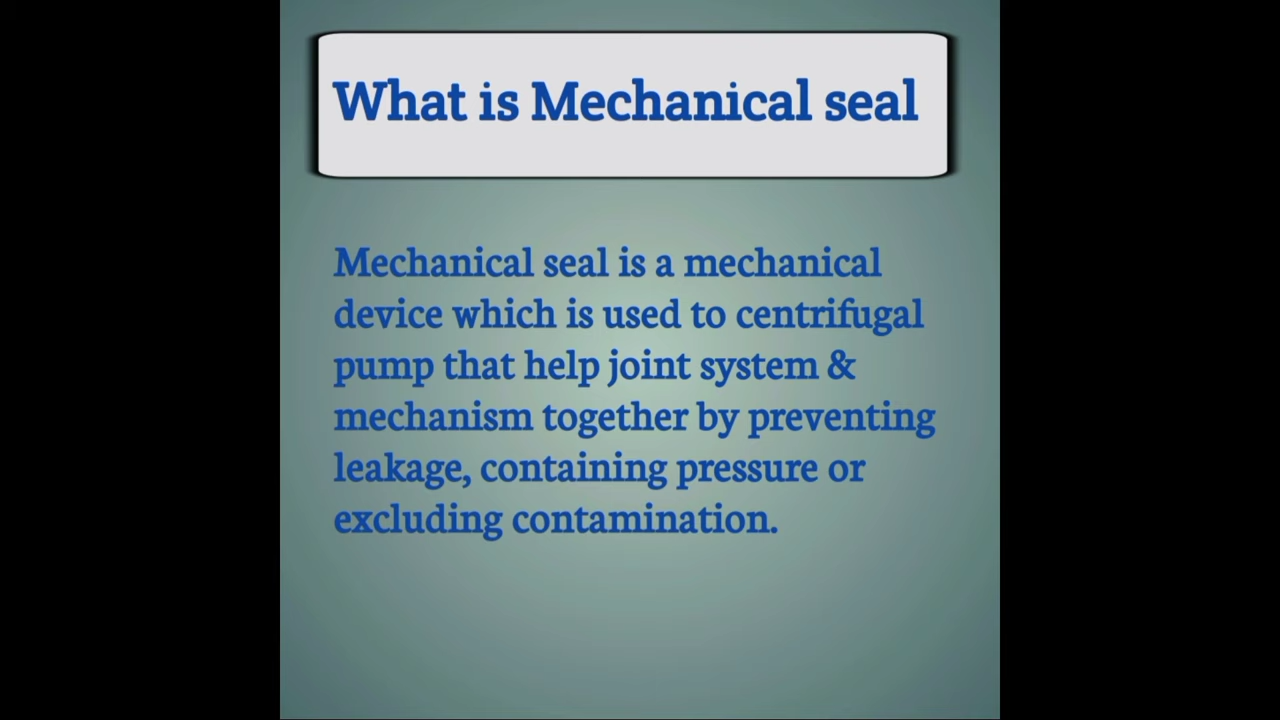 What is Mechanical seal
Mechanical seal is a mechanical
device which is used to centrifugal
pump that help joint system &
mechanism together by preventing
leakage, containing pressure or
excluding contamination.